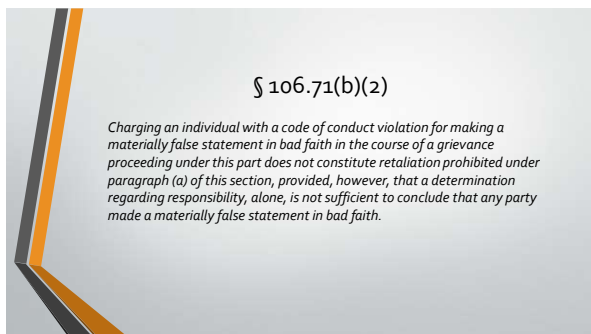 § 106.71(b)(2)
Charging an individual with a code of conduct violation for making a
materially false statement in bad faith in the course of a grievance
proceeding under this part does not constitute retaliation prohibited under
paragraph (a) of this section, provided, however, that a determination
regarding responsibility, alone, is not sufficient to conclude that any party
made a materially false statement in bad faith.